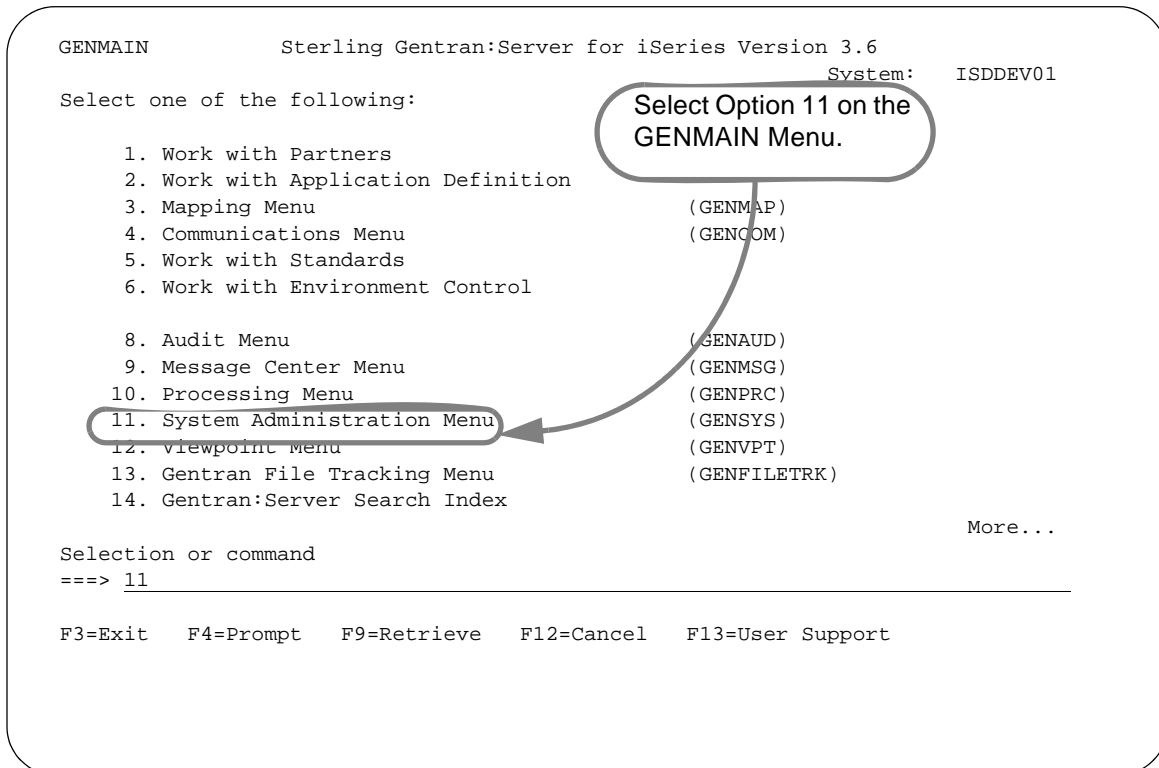 GENMAIN Sterling Gentran:Server for iSeries Version 3.6
System: ISDDEV01
Select one of the following:
Select Option 11 on the
GENMAIN Menu.
1. Work with Partners
2. Work with Application Definition
3. Mapping Menu (GENMAP)
4. Communications Menu (GENCOM)
5. Work with Standards
6. Work with Environment Control
8. Audit Menu (GENAUD)
9. Message Center Menu (GENMSG)
10. Processing Menu (GENPRC)
11. System Administration Menu (GENSYS)
12. Viewpoint Menu (GENVPT)
13. Gentran File Tracking Menu (GENFILETRK)
14. Gentran:Server Search Index
More...
Selection or command
===> 11
F3=Exit F4=Prompt F9=Retrieve F12=Cancel F13=User Support